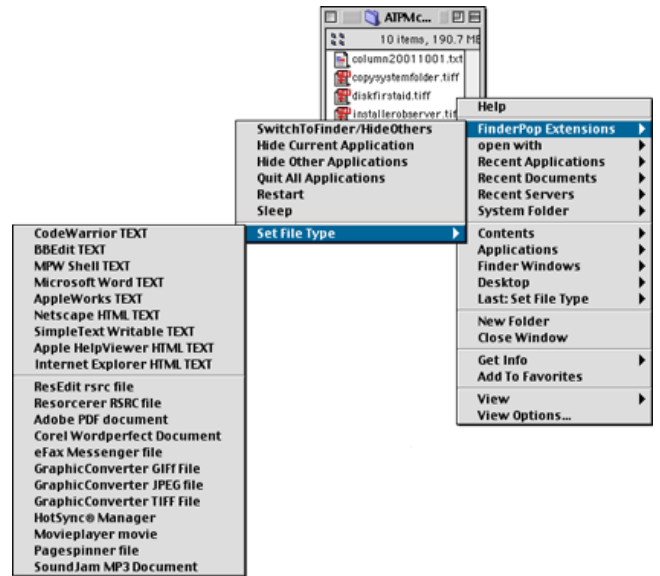 ATPMc...
10 items, 190.7 MB
column20011001.txt
copysystemfolder.tiff
diskfirstaid.tiff
installerobserver.tif
Help
FinderPop Extensions
open with
Recent Applications
Recent Documents
Recent Servers
System Folder
Contents
Applications
Finder Windows
Desktop
Last: Set File Type
New Folder
Close Window
Get Info
Add To Favorites
View
View Options...
SwitchToFinder/HideOthers
Hide Current Application
Hide Other Applications
Quit All Applications
Restart
Sleep
Set File Type
CodeWarrior TEXT
BBEdit TEXT
MPW Shell TEXT
Microsoft Word TEXT
AppleWorks TEXT
Netscape HTML TEXT
SimpleText Writable TEXT
Apple HelpViewer HTML TEXT
Internet Explorer HTML TEXT
ResEdit rsrc file
Resorcerer RSRC file
Adobe PDF document
Corel Wordperfect Document
eFax Messenger file
GraphicConverter GIFf File
GraphicConverter JPEG file
GraphicConverter TIFF File
HotSync® Manager
Movieplayer movie
Pagespinner file
SoundJam MP3 Document